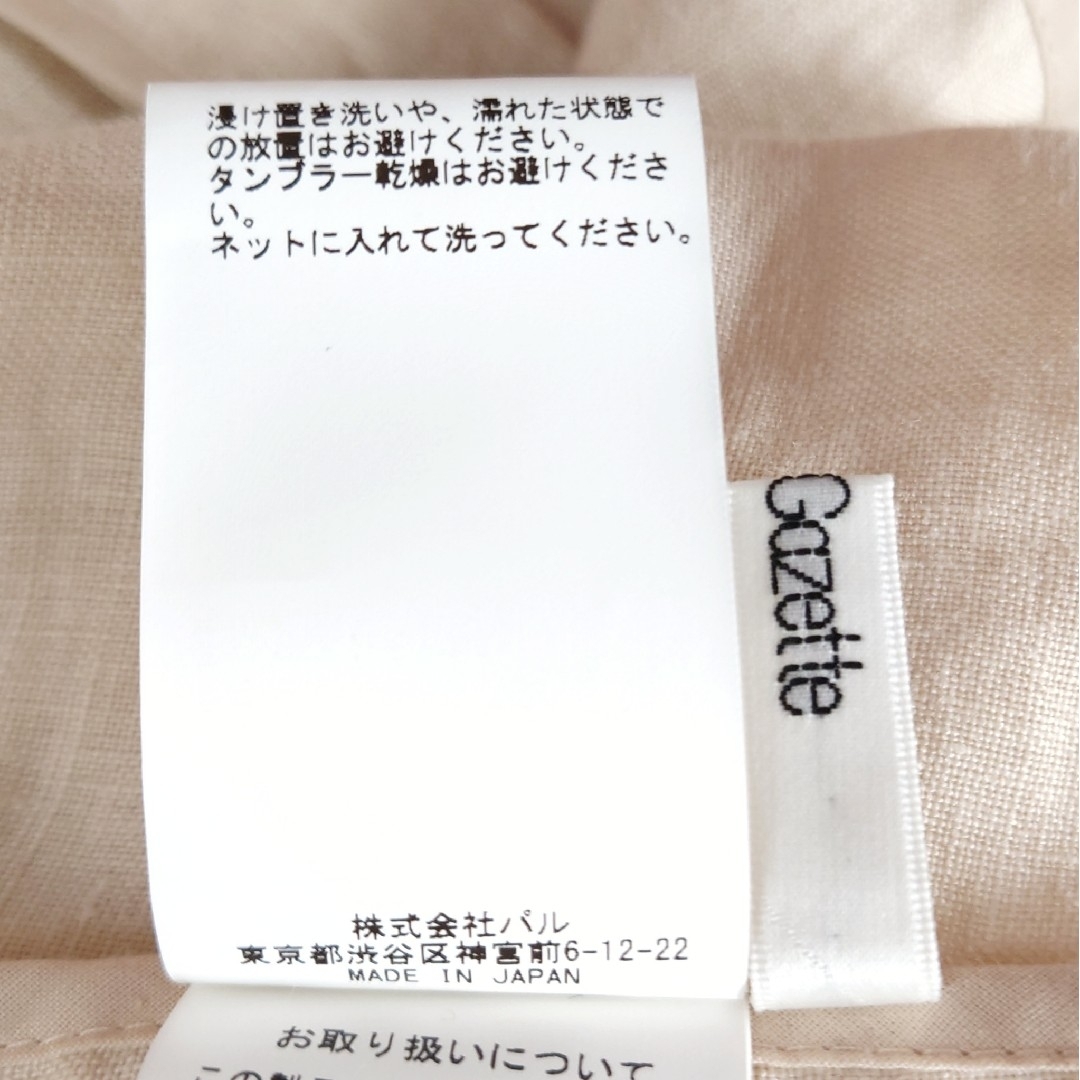 浸け置き洗いや、濡れた状態で
の放置はお避けください。
タンブラー乾燥はお避けくださ
い。
ネットに入れて洗ってください。
株式会社パル
東京都渋谷区神宮前6-12-22
MADE IN JAPAN
Gazette
お取り扱いについて
この製